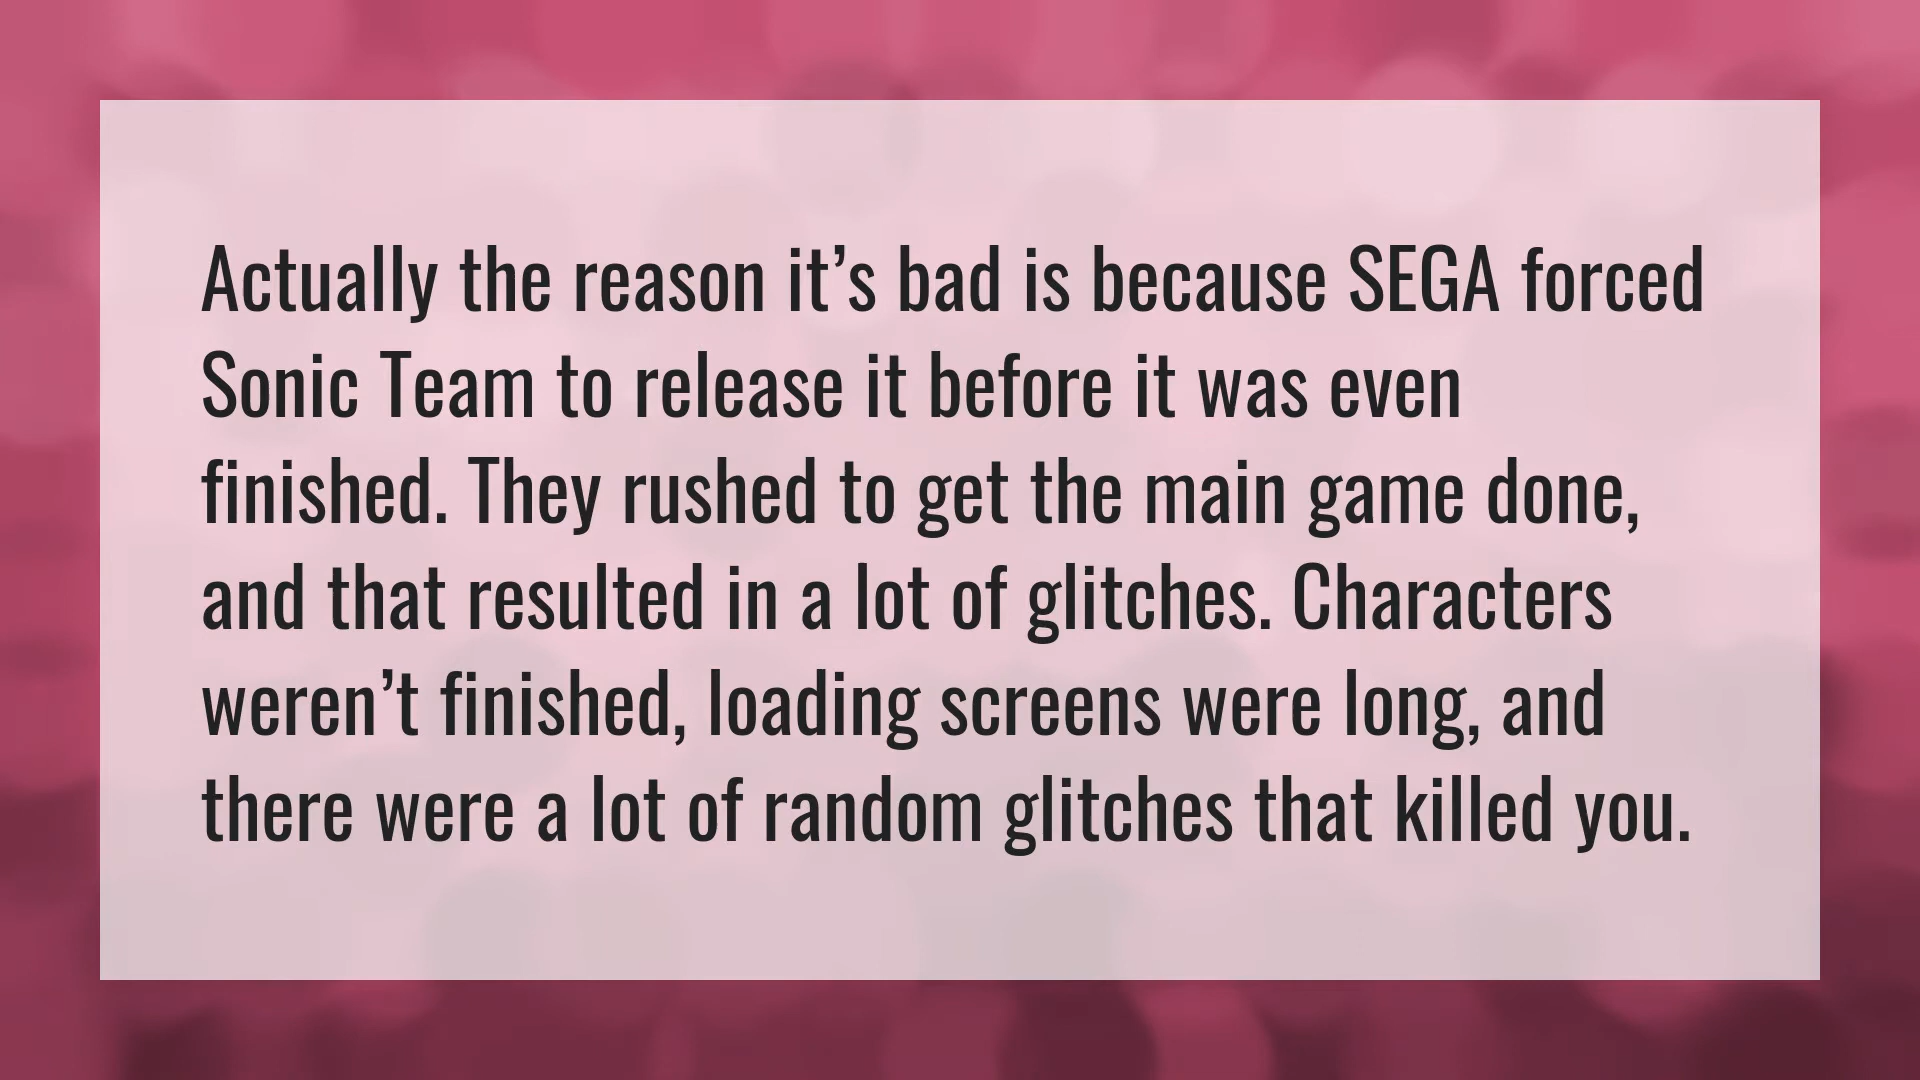 Actually the reason it’s bad is because SEGA forced
Sonic Team to release it before it was even
finished. They rushed to get the main game done,
and that resulted in a lot of glitches. Characters
weren’t finished, loading screens were long, and
there were a lot of random glitches that killed you.